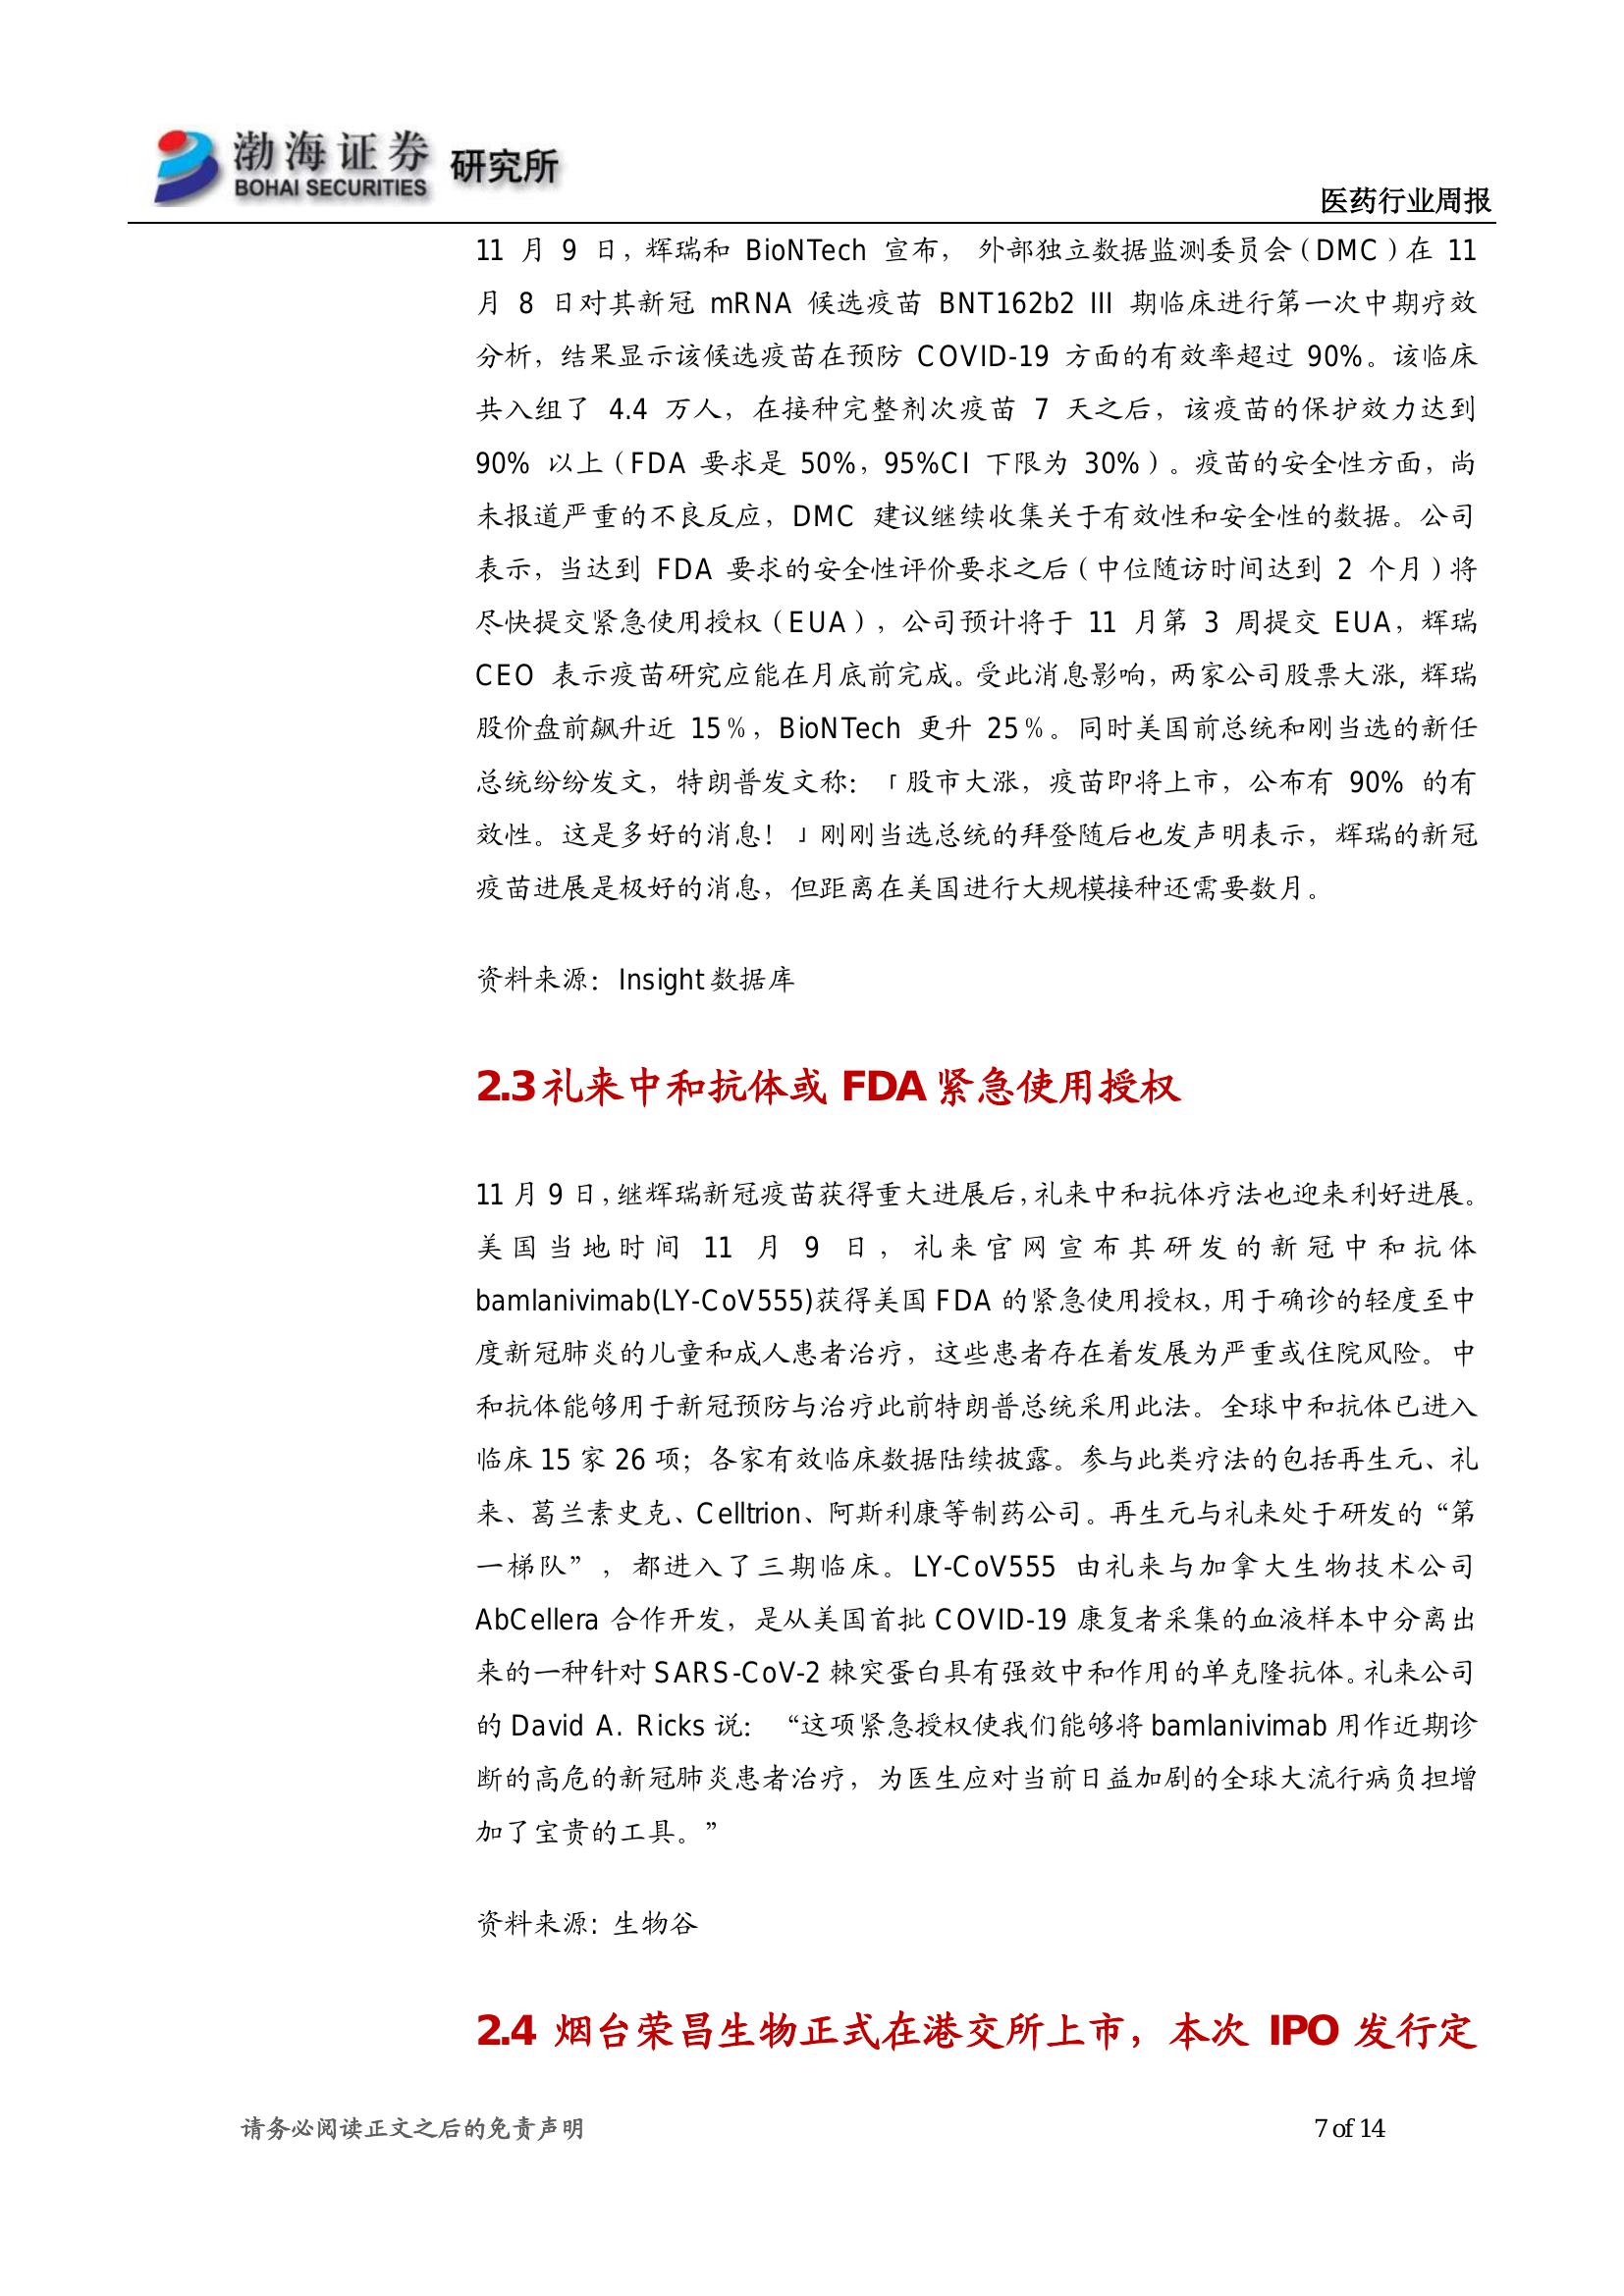 渤海证券 研究所
BOHAI SECURITIES
医药行业周报
11 月 9 日，辉瑞和 BioNTech 宣布， 外部独立数据监测委员会（DMC）在 11
月 8 日对其新冠 mRNA 候选疫苗 BNT162b2 III 期临床进行第一次中期疗效
分析，结果显示该候选疫苗在预防 COVID-19 方面的有效率超过 90%。该临床
共入组了 4.4 万人，在接种完整剂次疫苗 7 天之后，该疫苗的保护效力达到
90% 以上（FDA 要求是 50%，95%CI 下限为 30%）。疫苗的安全性方面，尚
未报道严重的不良反应，DMC 建议继续收集关于有效性和安全性的数据。公司
表示，当达到 FDA 要求的安全性评价要求之后（中位随访时间达到 2 个月）将
尽快提交紧急使用授权（EUA），公司预计将于 11 月第 3 周提交 EUA，辉瑞
CEO 表示疫苗研究应能在月底前完成。受此消息影响，两家公司股票大涨, 辉瑞
股价盘前飙升近 15％，BioNTech 更升 25％。同时美国前总统和刚当选的新任
总统纷纷发文，特朗普发文称：「股市大涨，疫苗即将上市，公布有 90% 的有
效性。这是多好的消息！」刚刚当选总统的拜登随后也发声明表示，辉瑞的新冠
疫苗进展是极好的消息，但距离在美国进行大规模接种还需要数月。
资料来源：Insight 数据库
2.3 礼来中和抗体或 FDA 紧急使用授权
11 月 9 日，继辉瑞新冠疫苗获得重大进展后，礼来中和抗体疗法也迎来利好进展。
美国当地时间 11 月 9 日，礼来官网宣布其研发的新冠中和抗体
bamlanivimab(LY-CoV555)获得美国 FDA 的紧急使用授权，用于确诊的轻度至中
度新冠肺炎的儿童和成人患者治疗，这些患者存在着发展为严重或住院风险。中
和抗体能够用于新冠预防与治疗此前特朗普总统采用此法。全球中和抗体已进入
临床 15 家 26 项；各家有效临床数据陆续披露。参与此类疗法的包括再生元、礼
来、葛兰素史克、Celltrion、阿斯利康等制药公司。再生元与礼来处于研发的“第
一梯队”，都进入了三期临床。LY-CoV555 由礼来与加拿大生物技术公司
AbCellera 合作开发，是从美国首批 COVID-19 康复者采集的血液样本中分离出
来的一种针对 SARS-CoV-2 棘突蛋白具有强效中和作用的单克隆抗体。礼来公司
的 David A. Ricks 说： “这项紧急授权使我们能够将 bamlanivimab 用作近期诊
断的高危的新冠肺炎患者治疗，为医生应对当前日益加剧的全球大流行病负担增
加了宝贵的工具。”
资料来源: 生物谷
2.4 烟台荣昌生物正式在港交所上市，本次 IPO 发行定
请务必阅读正文之后的免责声明
7 of 14